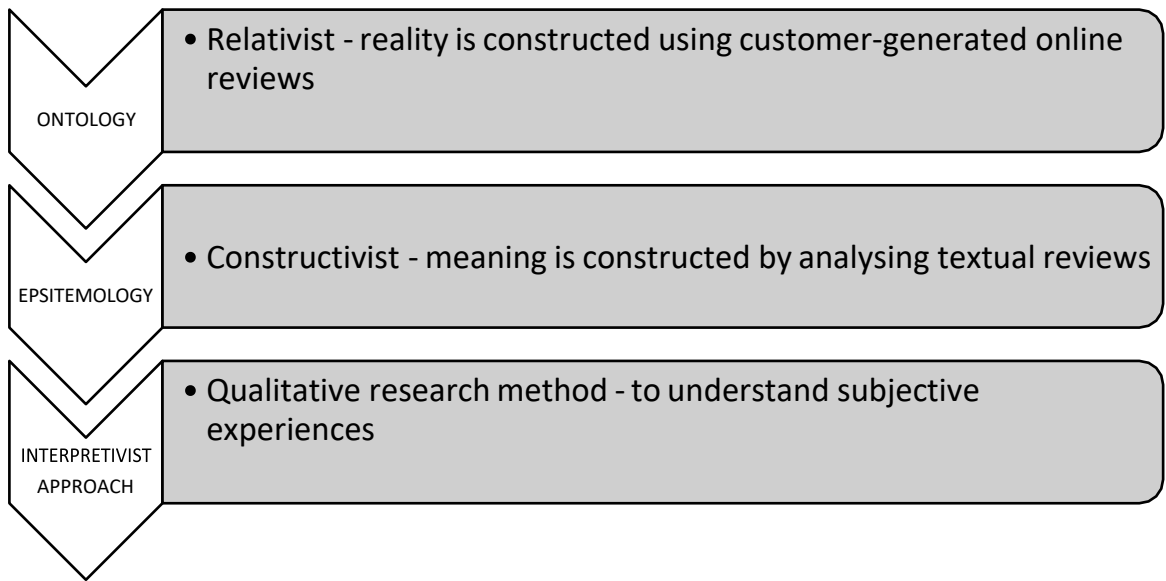 ONTOLOGY
• Relativist - reality is constructed using customer-generated online
reviews
EPSITEMOLOGY
• Constructivist - meaning is constructed by analysing textual reviews
INTERPRETIVIST
APPROACH
• Qualitative research method - to understand subjective
experiences